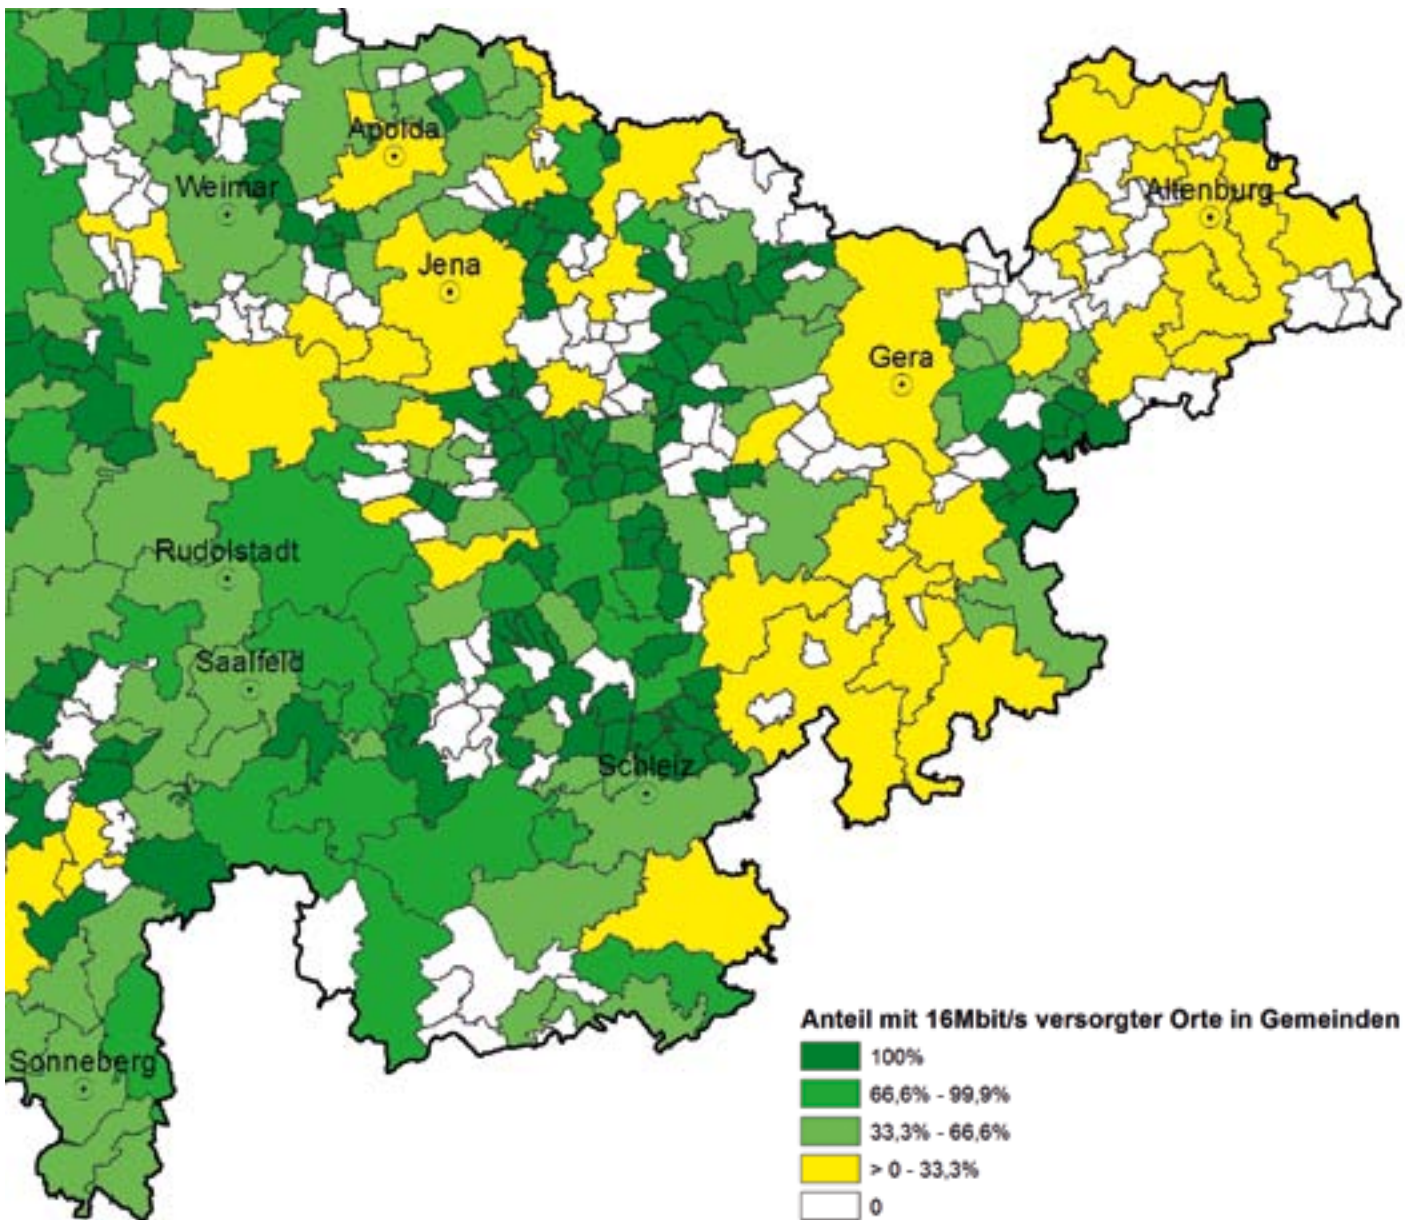 Apolda
Weimar
Altenburg
Jena
Gera
Rudolstadt
Saalfeld
Schleiz
Anteil mit 16Mbit/s versorgter Orte in Gemeinden
100%
66,6% - 99,9%
Sonneberg
33,3% - 66,6%
> 0 - 33,3%
0